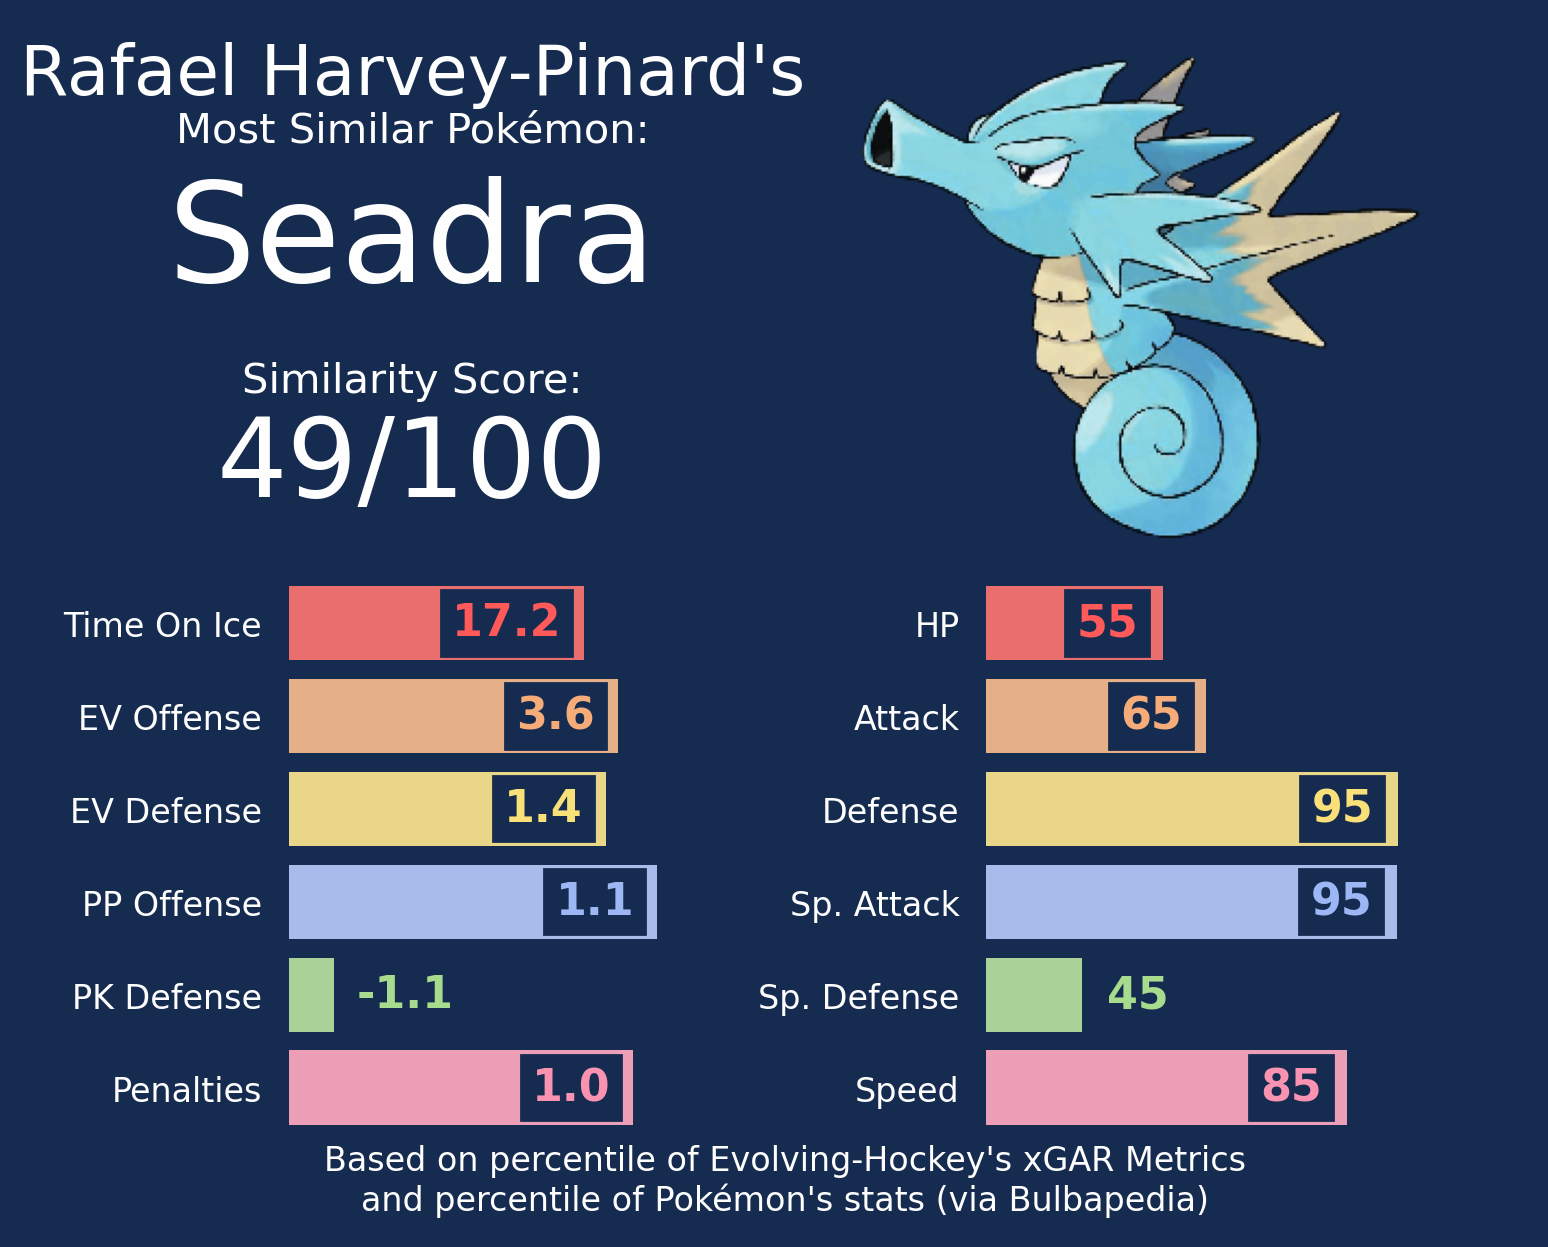 Rafael Harvey-Pinard's
Most Similar Pokémon:
Seadra
Similarity Score:
49/100
Time On Ice 17.2
EV Offense 3.6
EV Defense 1.4
PP Offense 1.1
PK Defense -1.1
Penalties 1.0
HP 55
Attack 65
Defense 95
Sp. Attack 95
Sp. Defense 45
Speed 85
Based on percentile of Evolving-Hockey's xGAR Metrics
and percentile of Pokémon's stats (via Bulbapedia)